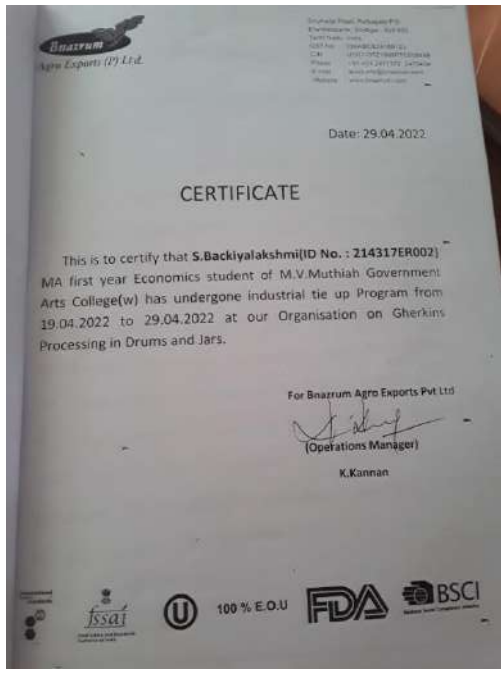 Bnazrum
Agro Exports (P) Ltd.
Date: 29.04.2022
CERTIFICATE
This is to certify that S.Backiyalakshmi(ID No. : 214317ER002)
MA first year Economics student of M.V.Muthiah Government
Arts College(w) has undergone industrial tie up Program from
19.04.2022 to 29.04.2022 at our Organisation on Gherkins
Processing in Drums and Jars.
For Bnazrum Agro Exports Pvt Ltd
(Operations Manager)
K.Kannan
fssai
U
100 % E.O.U
FDA
BSCI